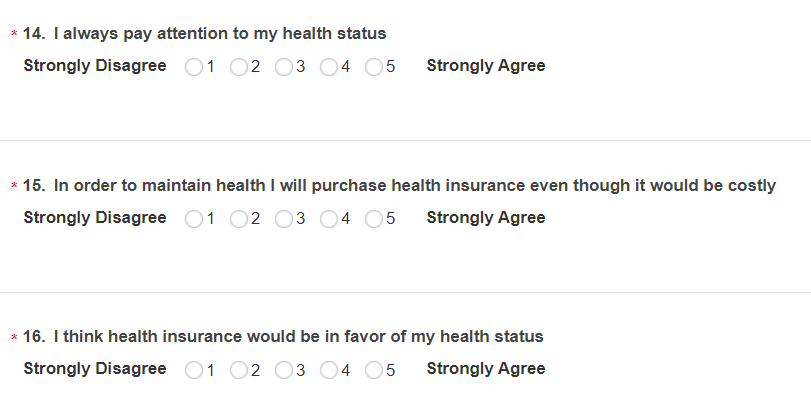 * 14. I always pay attention to my health status
Strongly Disagree 1 2 3 4 5 Strongly Agree
* 15. In order to maintain health I will purchase health insurance even though it would be costly
Strongly Disagree 1 2 3 4 5 Strongly Agree
* 16. I think health insurance would be in favor of my health status
Strongly Disagree 1 2 3 4 5 Strongly Agree